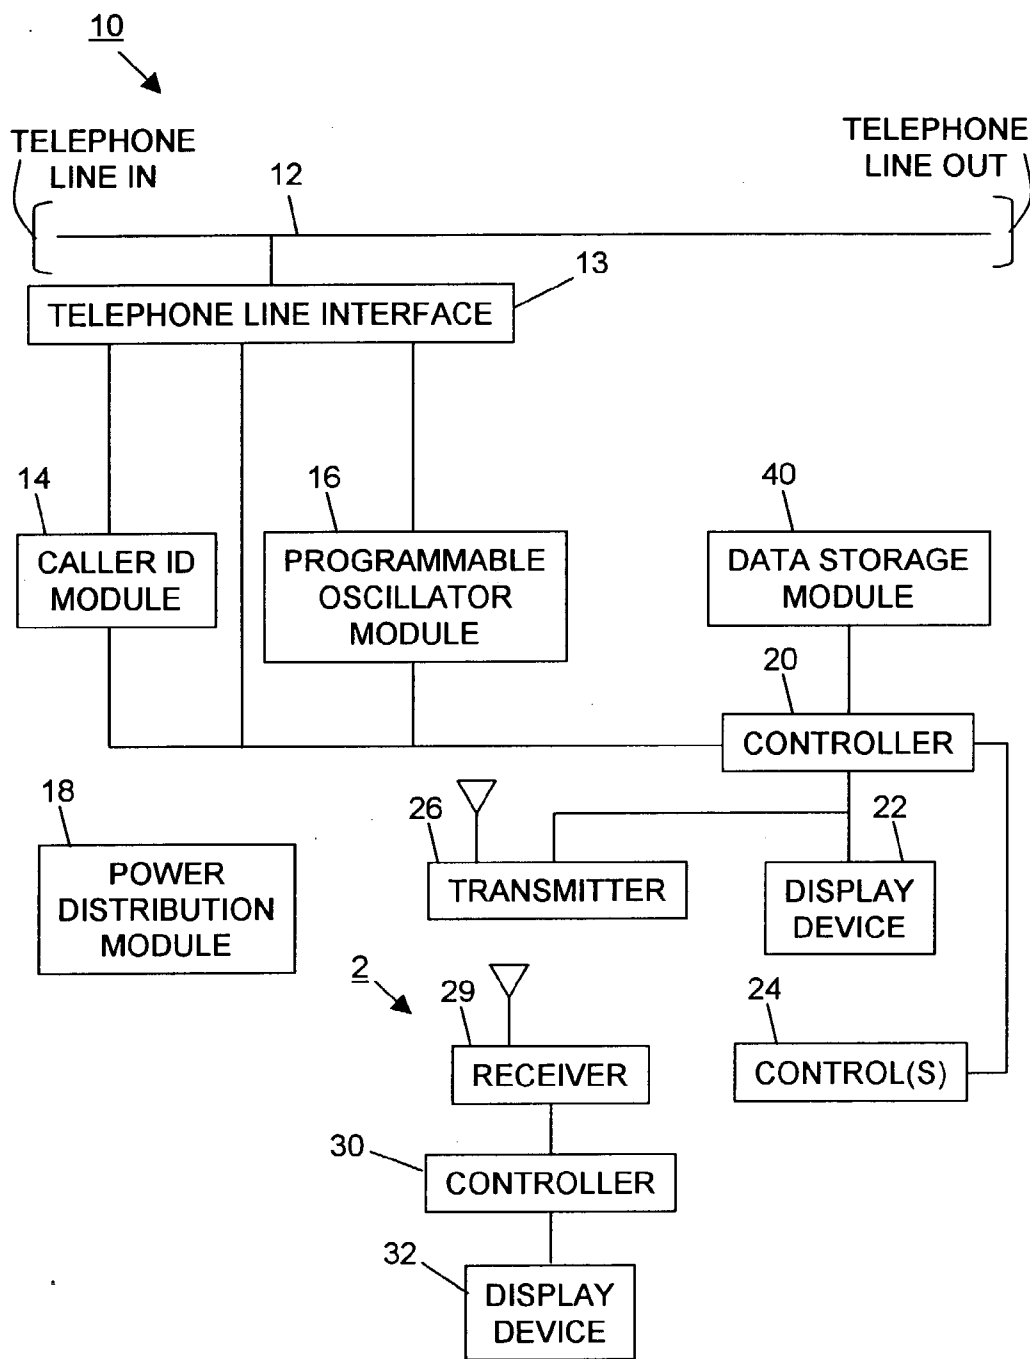 10
TELEPHONE
LINE IN
TELEPHONE
LINE OUT
12
13
TELEPHONE LINE INTERFACE
14
16
40
CALLER ID
MODULE
PROGRAMMABLE
OSCILLATOR
MODULE
DATA STORAGE
MODULE
20
CONTROLLER
18
26
22
POWER
DISTRIBUTION
MODULE
TRANSMITTER
DISPLAY
DEVICE
2
29
24
RECEIVER
CONTROL(S)
30
CONTROLLER
32
DISPLAY
DEVICE